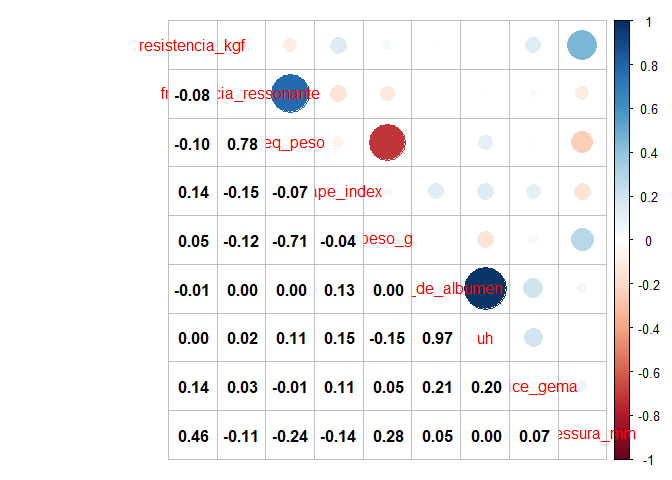 resistencia_kgf 1
-0.08 cia_ressonante 0.8
-0.10 0.78 eq_peso 0.6
0.14 -0.15 -0.07 ape_index 0.4
0.2
0.05 -0.12 -0.71 -0.04 peso_g 0
-0.01 0.00 0.00 0.13 0.00 _de_albumen -0.2
0.00 0.02 0.11 0.15 -0.15 0.97 uh -0.4
-0.6
0.14 0.03 -0.01 0.11 0.05 0.21 0.20 ice_gema
-0.8
0.46 -0.11 -0.24 -0.14 0.28 0.05 0.00 0.07 essura_mm
-1